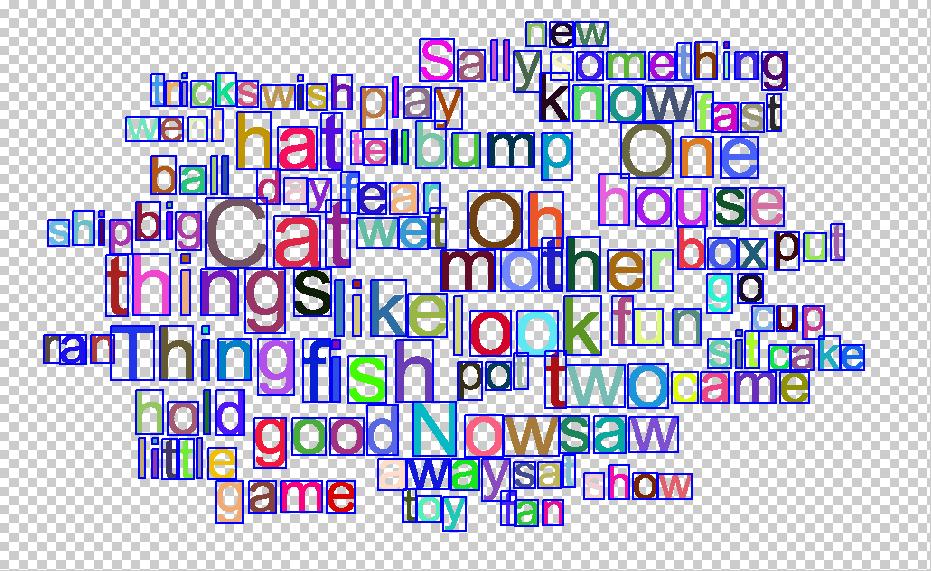 new
Sally something
tricks wish play know fast
went hat tell bump One
ball day fear house
ship big Cat wet Oh
mother box put
things like go
look fun cup
ran Thing fish pot two sit cake
came
hold good Now saw
little away sat show
game toy fan